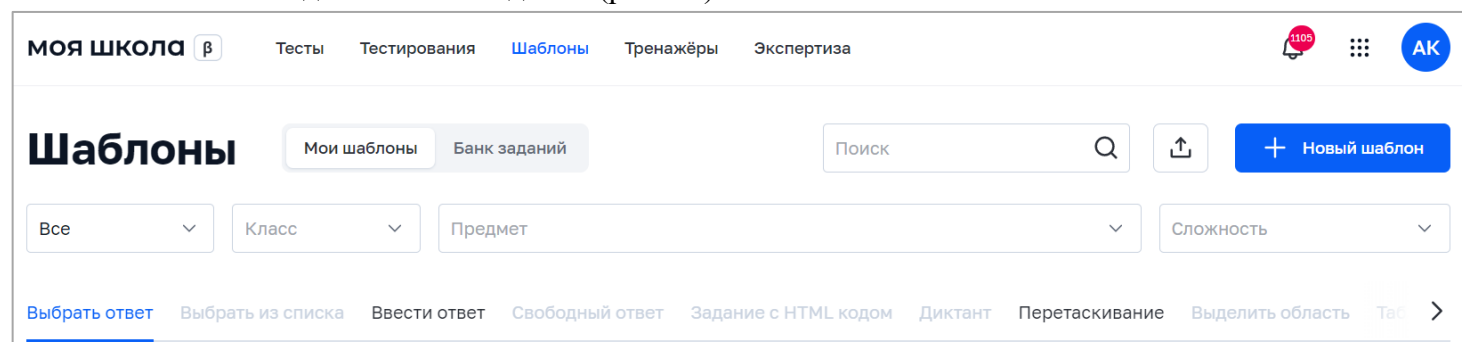 моя школа β Тесты Тестирования Шаблоны Тренажёры Экспертиза 1105 АК
Шаблоны Мои шаблоны Банк заданий Поиск Новый шаблон
Все Класс Предмет Сложность
Выбрать ответ Выбрать из списка Ввести ответ Свободный ответ Задание с HTML кодом Диктант Перетаскивание Выделить область